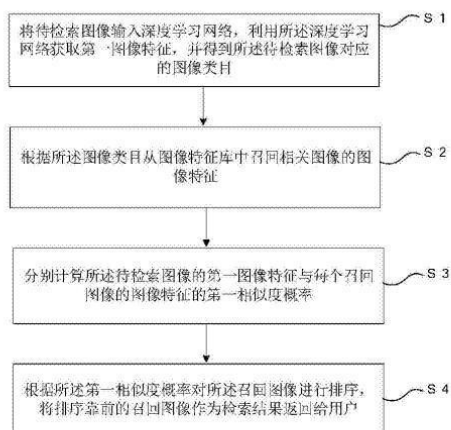 将待检索图像输入深度学习网络，利用所述深度学习
网络获取第一图像特征，并得到所述待检索图像对应
的图像类目
S 1
根据所述图像类目从图像特征库中召回相关图像的图
像特征
S 2
分别计算所述待检索图像的第一图像特征与每个召回
图像的图像特征的第一相似度概率
S 3
根据所述第一相似度概率对所述召回图像进行排序，
将排序靠前的召回图像作为检索结果返回给用户
S 4